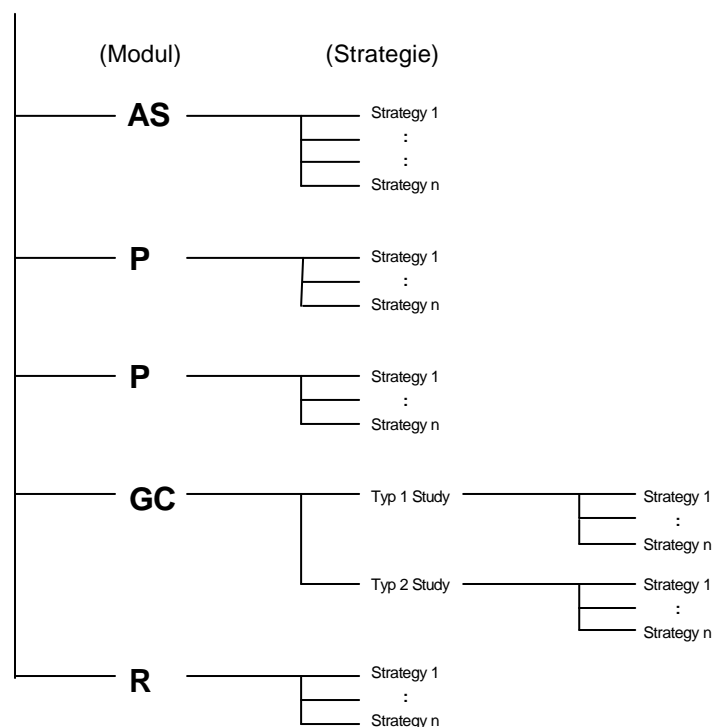 (Modul) (Strategie)
AS Strategy 1
:
:
Strategy n
P Strategy 1
:
Strategy n
P Strategy 1
:
Strategy n
GC Typ 1 Study Strategy 1
:
Strategy n
Typ 2 Study Strategy 1
:
Strategy n
R Strategy 1
:
Strategy n